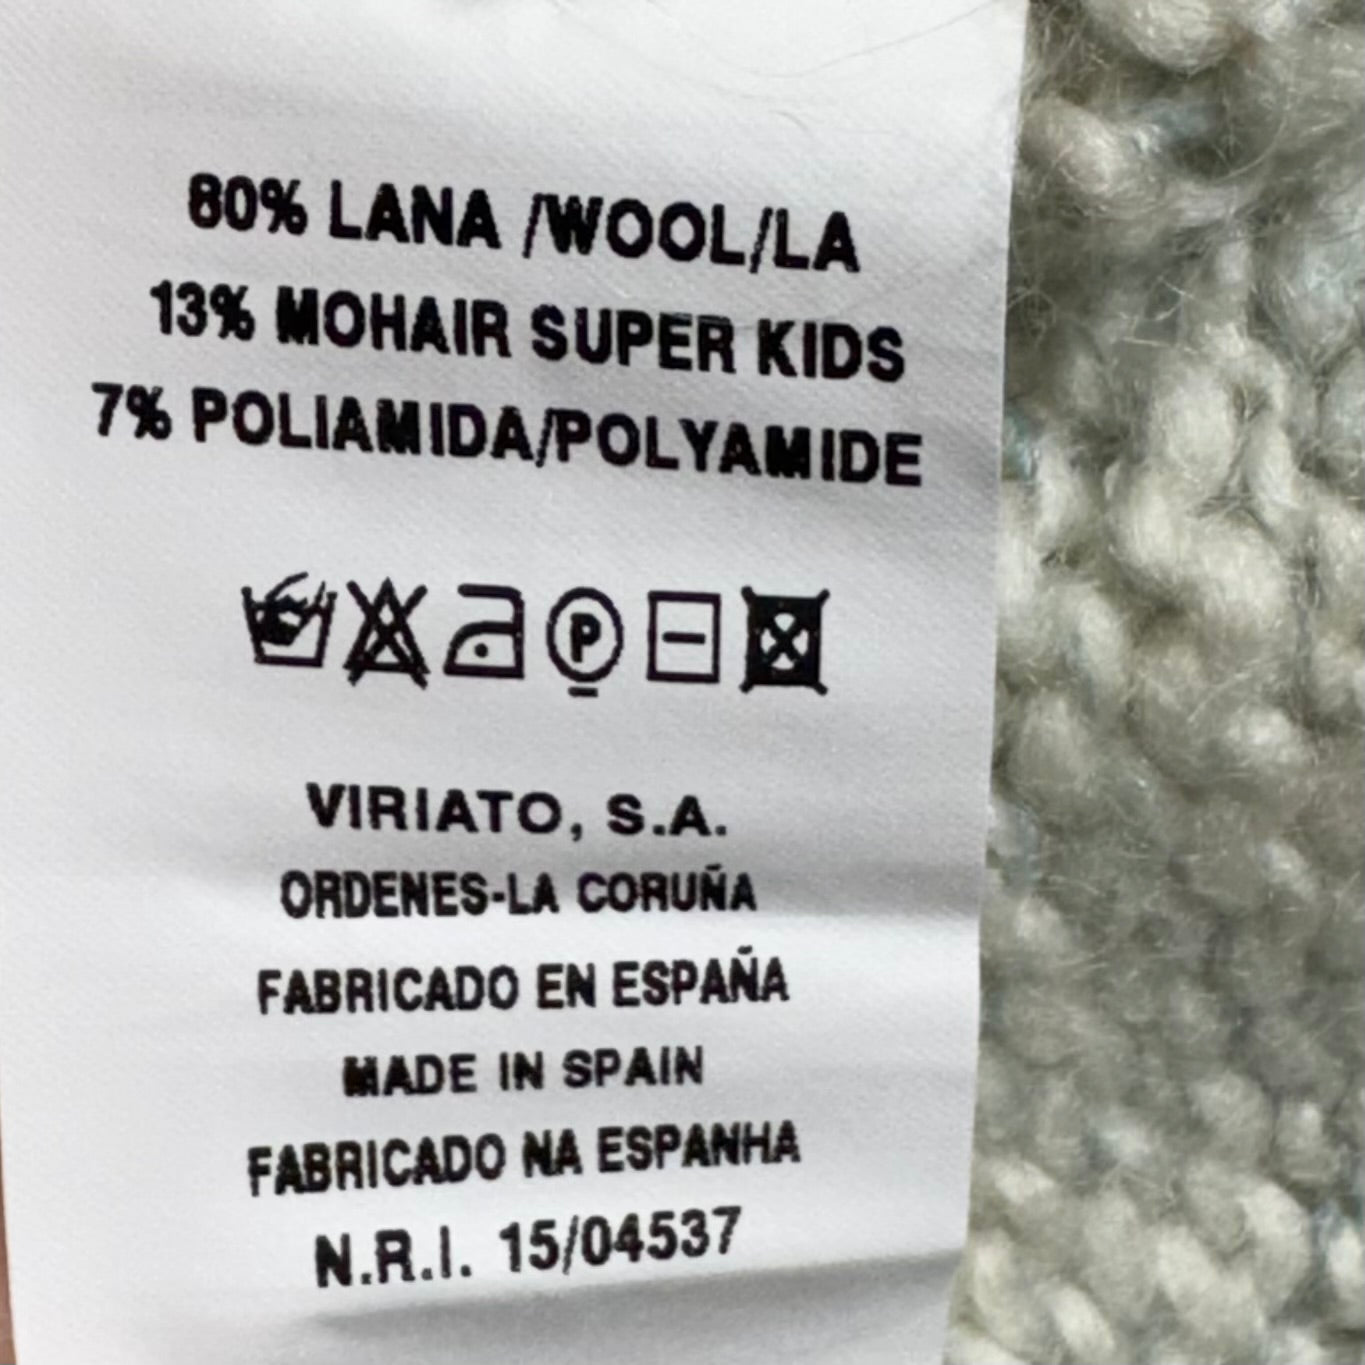 80% LANA /WOOL/LA
13% MOHAIR SUPER KIDS
7% POLIAMIDA/POLYAMIDE
P
VIRIATO, S.A.
ORDENES-LA CORUÑA
FABRICADO EN ESPAÑA
MADE IN SPAIN
FABRICADO NA ESPANHA
N.R.I. 15/04537